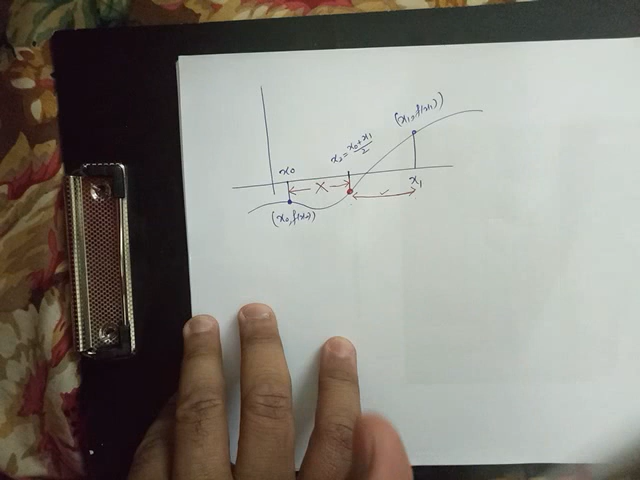 (x₁, f(x₁))
x₂ = x₀+x₁/2
x₀
X
✓
x₁
(x₀, f(x₀))